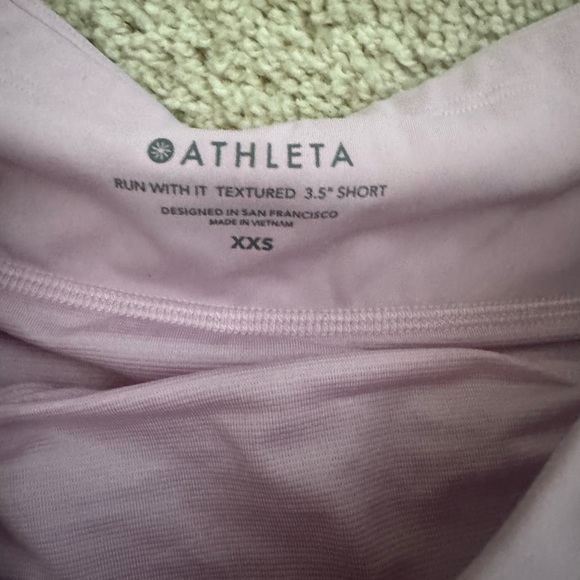 ATHLETA
RUN WITH IT TEXTURED 3.5" SHORT
DESIGNED IN SAN FRANCISCO
MADE IN VIETNAM
XXS